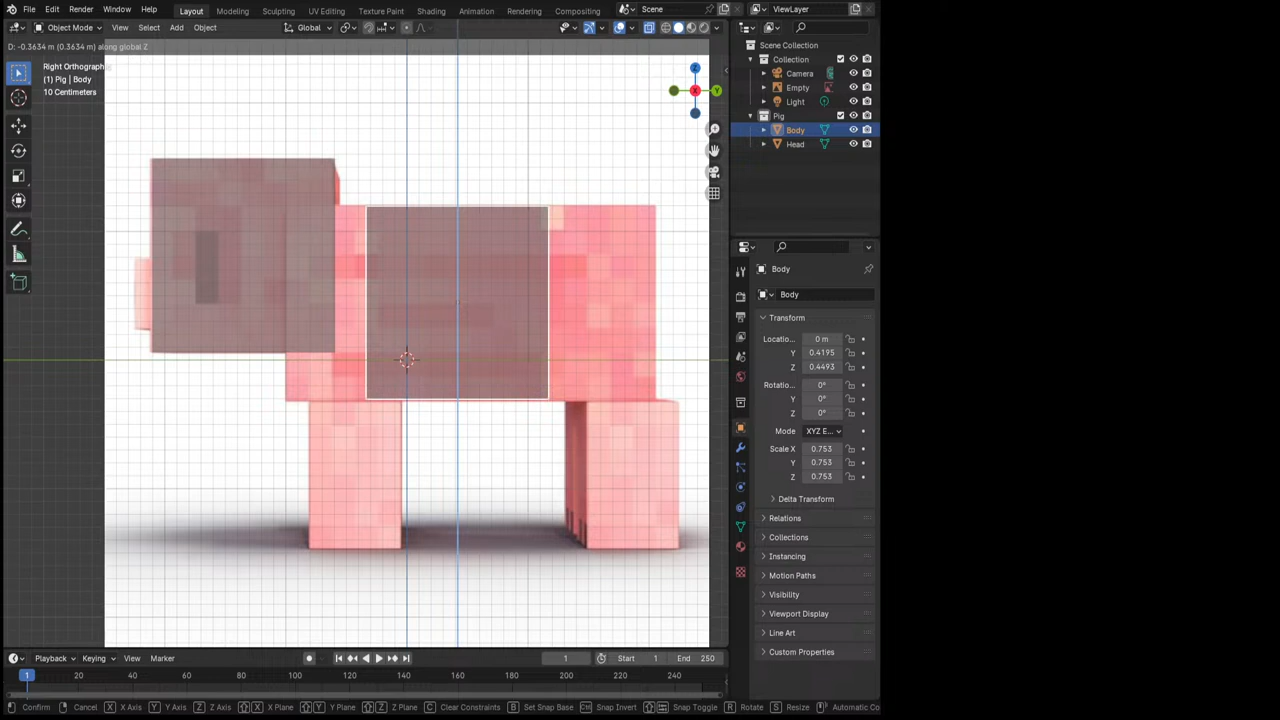 File Edit Render Window Help Layout Modeling Sculpting UV Editing Texture Paint Shading Animation Rendering Compositing Scene ViewLayer
Object Mode View Select Add Object Global
D: -0.3634 m (0.3634 m) along global Z
Right Orthograph
(1) Pig | Body
10 Centimeters
Z
Y
X
Scene Collection
Collection
Camera
Empty
Light
Pig
Body
Head
Body
Body
Transform
Locatio... 0 m
Y 0.4195
Z 0.4493
Rotatio... 0°
Y 0°
Z 0°
Mode XYZ E...
Scale X 0.753
Y 0.753
Z 0.753
Delta Transform
Relations
Collections
Instancing
Motion Paths
Visibility
Viewport Display
Line Art
Custom Properties
Playback Keying View Marker 1 Start 1 End 250
1 20 40 60 80 100 120 140 160 180 200 220 240
Confirm Cancel X X Axis Y Y Axis Z Z Axis X X Plane Y Y Plane Z Z Plane C Clear Constraints B Set Snap Base Snap Invert Snap Toggle R Rotate S Resize Automatic Co